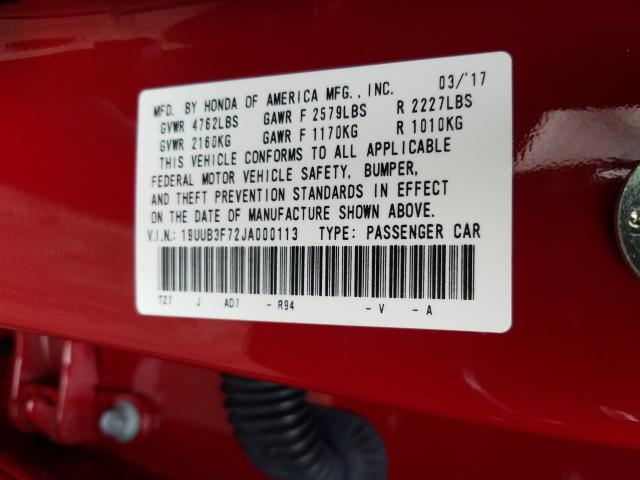 MFD. BY HONDA OF AMERICA MFG., INC. 03/'17
GVWR 4762LBS GAWR F 2579LBS R 2227LBS
GVWR 2160KG GAWR F 1170KG R 1010KG
THIS VEHICLE CONFORMS TO ALL APPLICABLE
FEDERAL MOTOR VEHICLE SAFETY, BUMPER,
AND THEFT PREVENTION STANDARDS IN EFFECT
ON THE DATE OF MANUFACTURE SHOWN ABOVE.
V.I.N.: 19UUB3F72JA000113 TYPE: PASSENGER CAR
TZ7 J AD7 - R94 - V - A